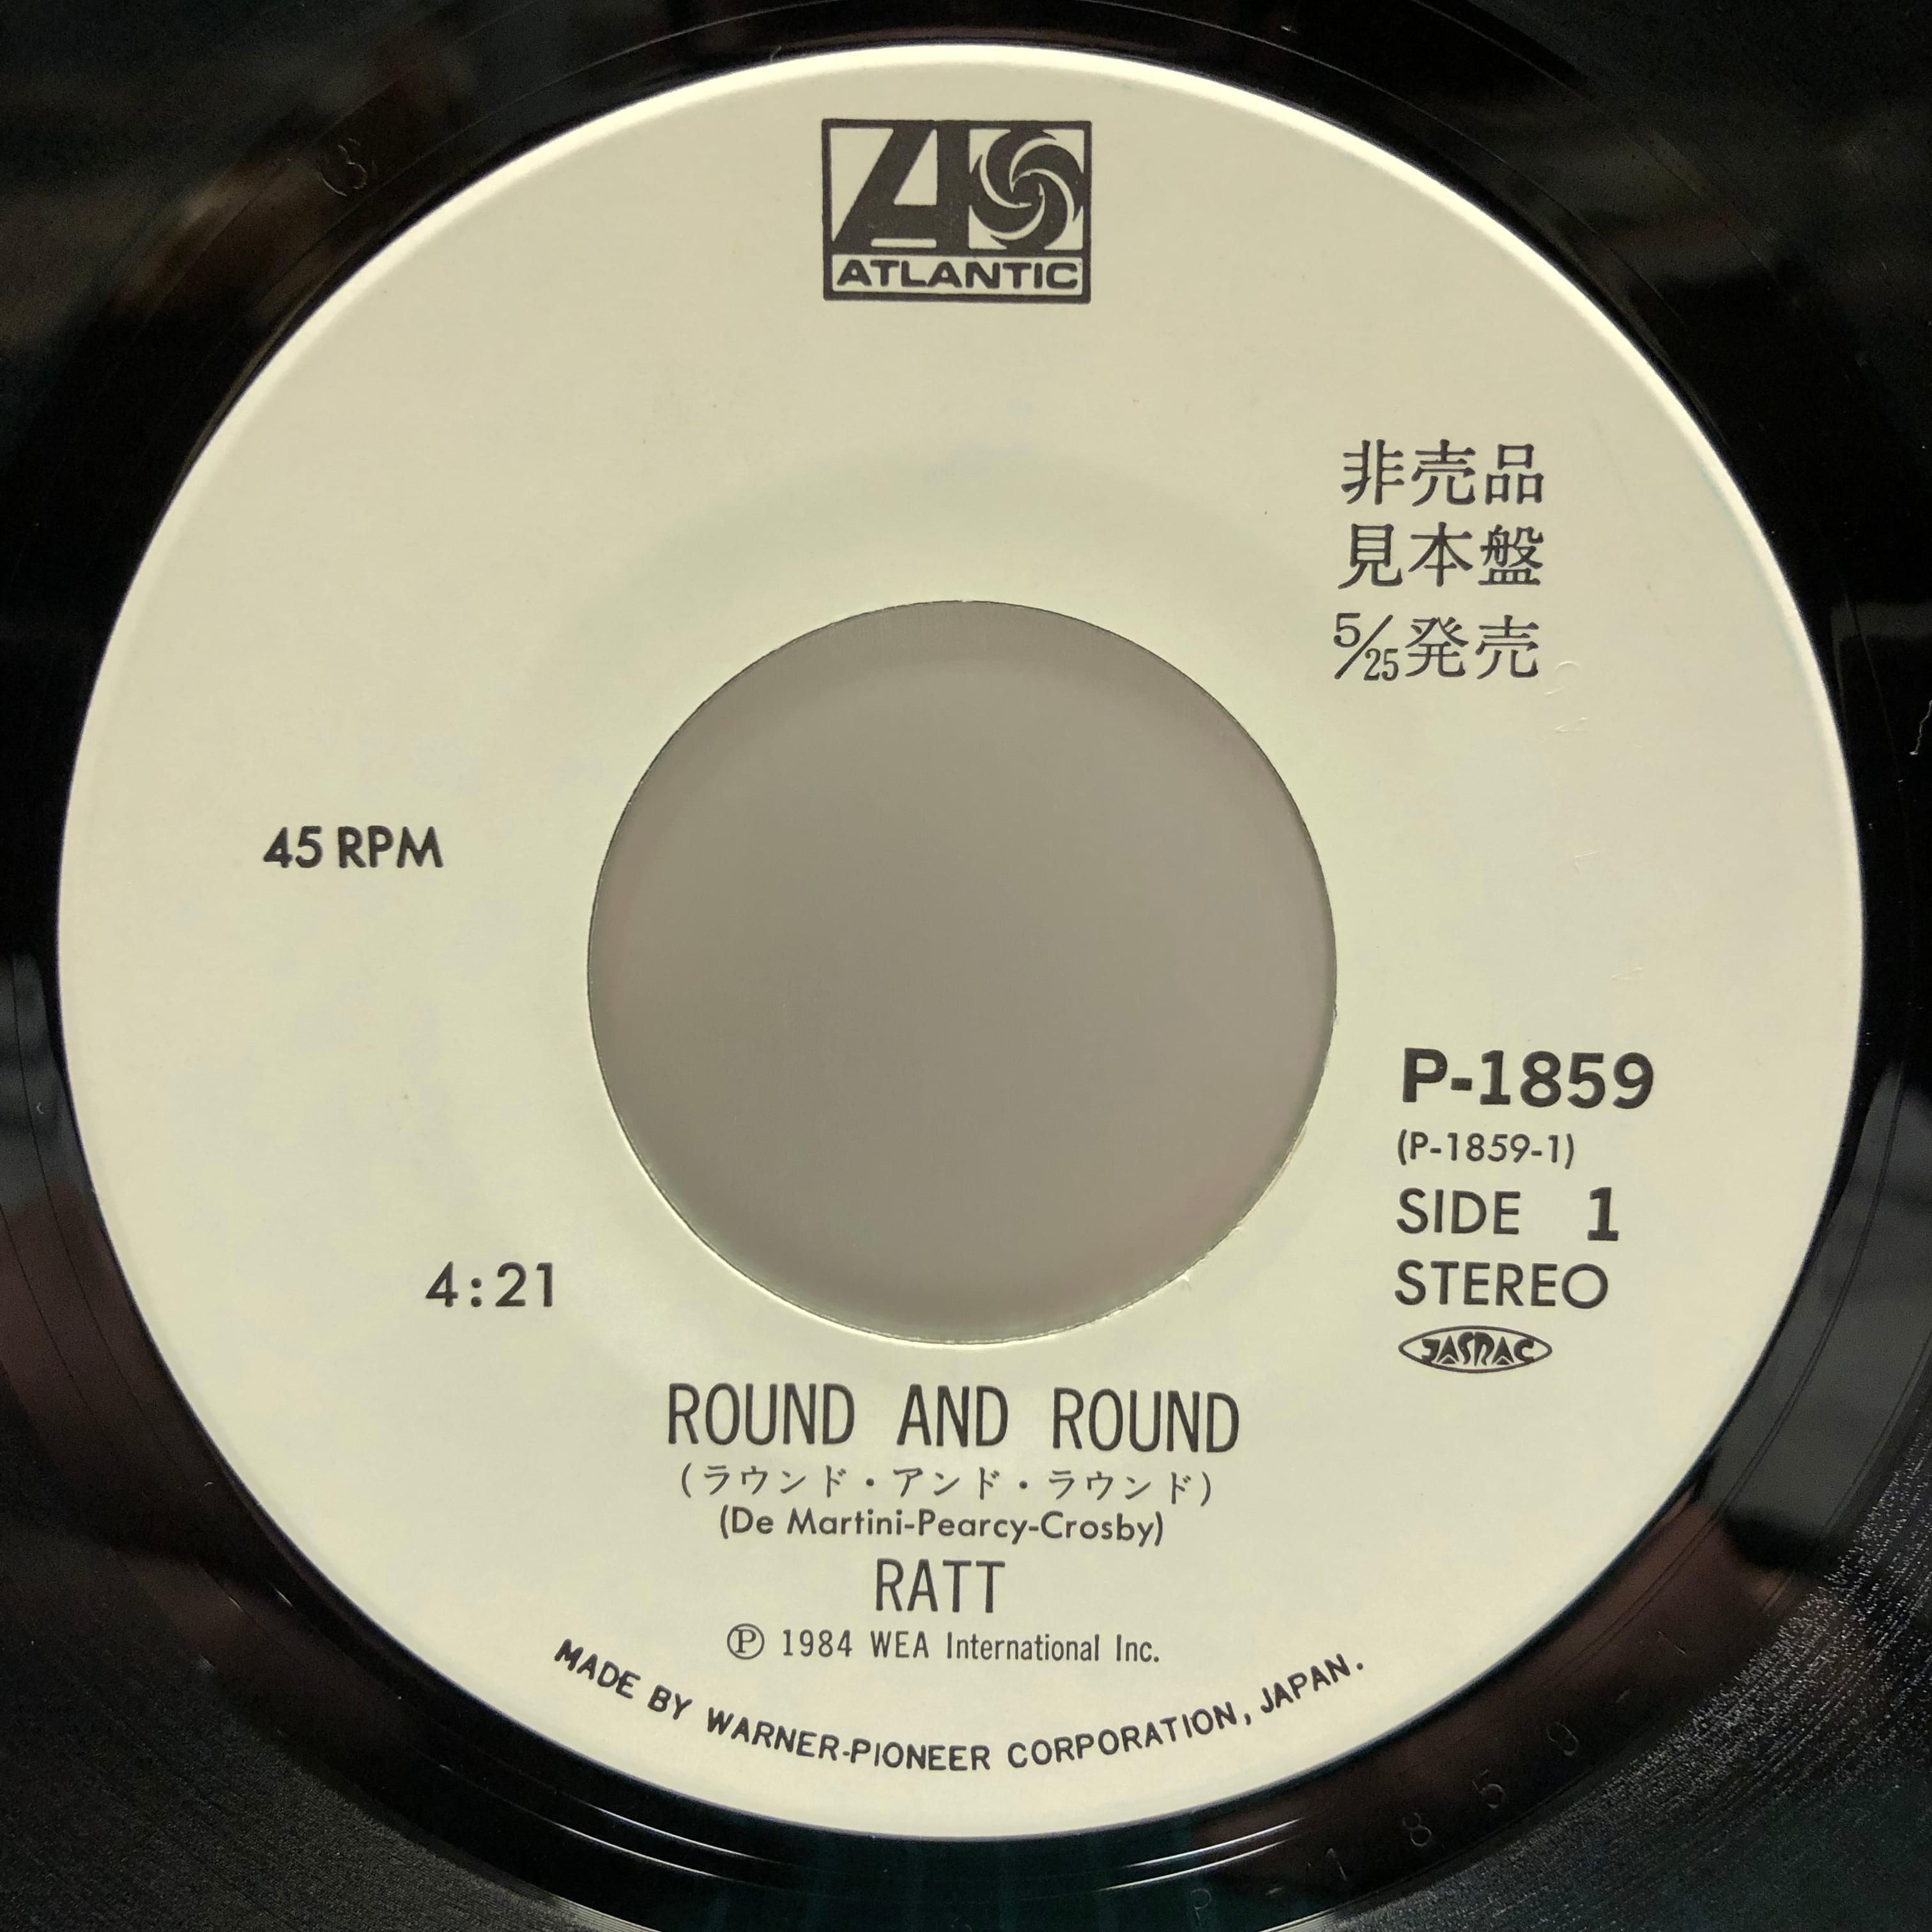 ATLANTIC
非売品
見本盤
5/25発売
45 RPM
P-1859
(P-1859-1)
SIDE 1
STEREO
JASRAC
4:21
ROUND AND ROUND
(ラウンド・アンド・ラウンド)
(De Martini-Pearcy-Crosby)
RATT
Ⓟ 1984 WEA International Inc.
MADE BY WARNER-PIONEER CORPORATION, JAPAN.